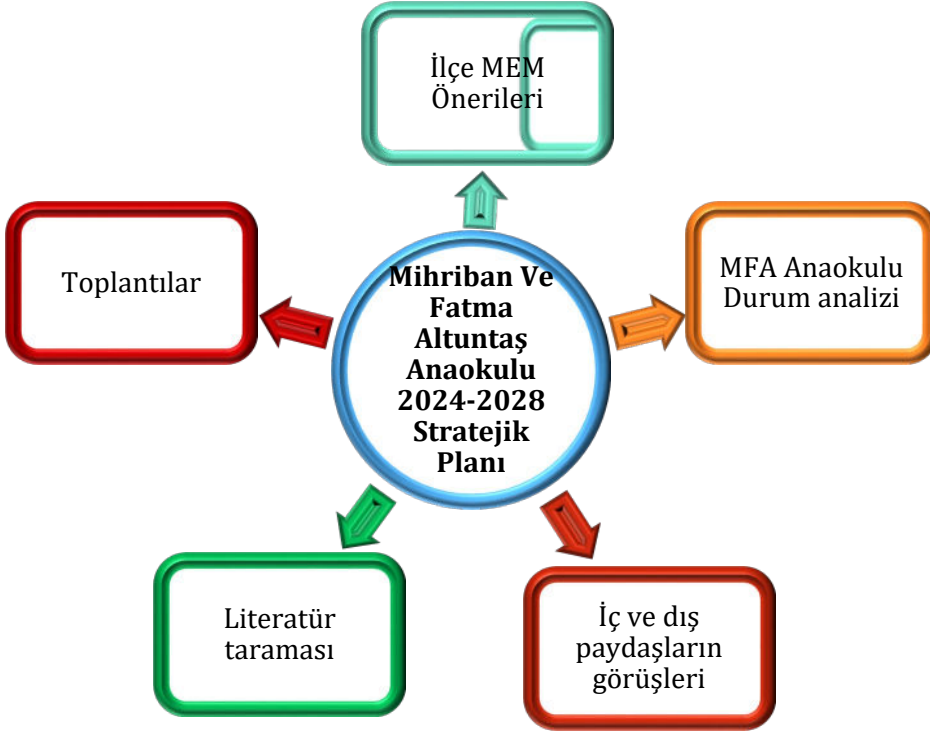 İlçe MEM
Önerileri
Toplantılar
MFA Anaokulu
Durum analizi
Mihriban Ve
Fatma
Altuntaş
Anaokulu
2024-2028
Stratejik
Planı
Literatür
taraması
İç ve dış
paydaşların
görüşleri